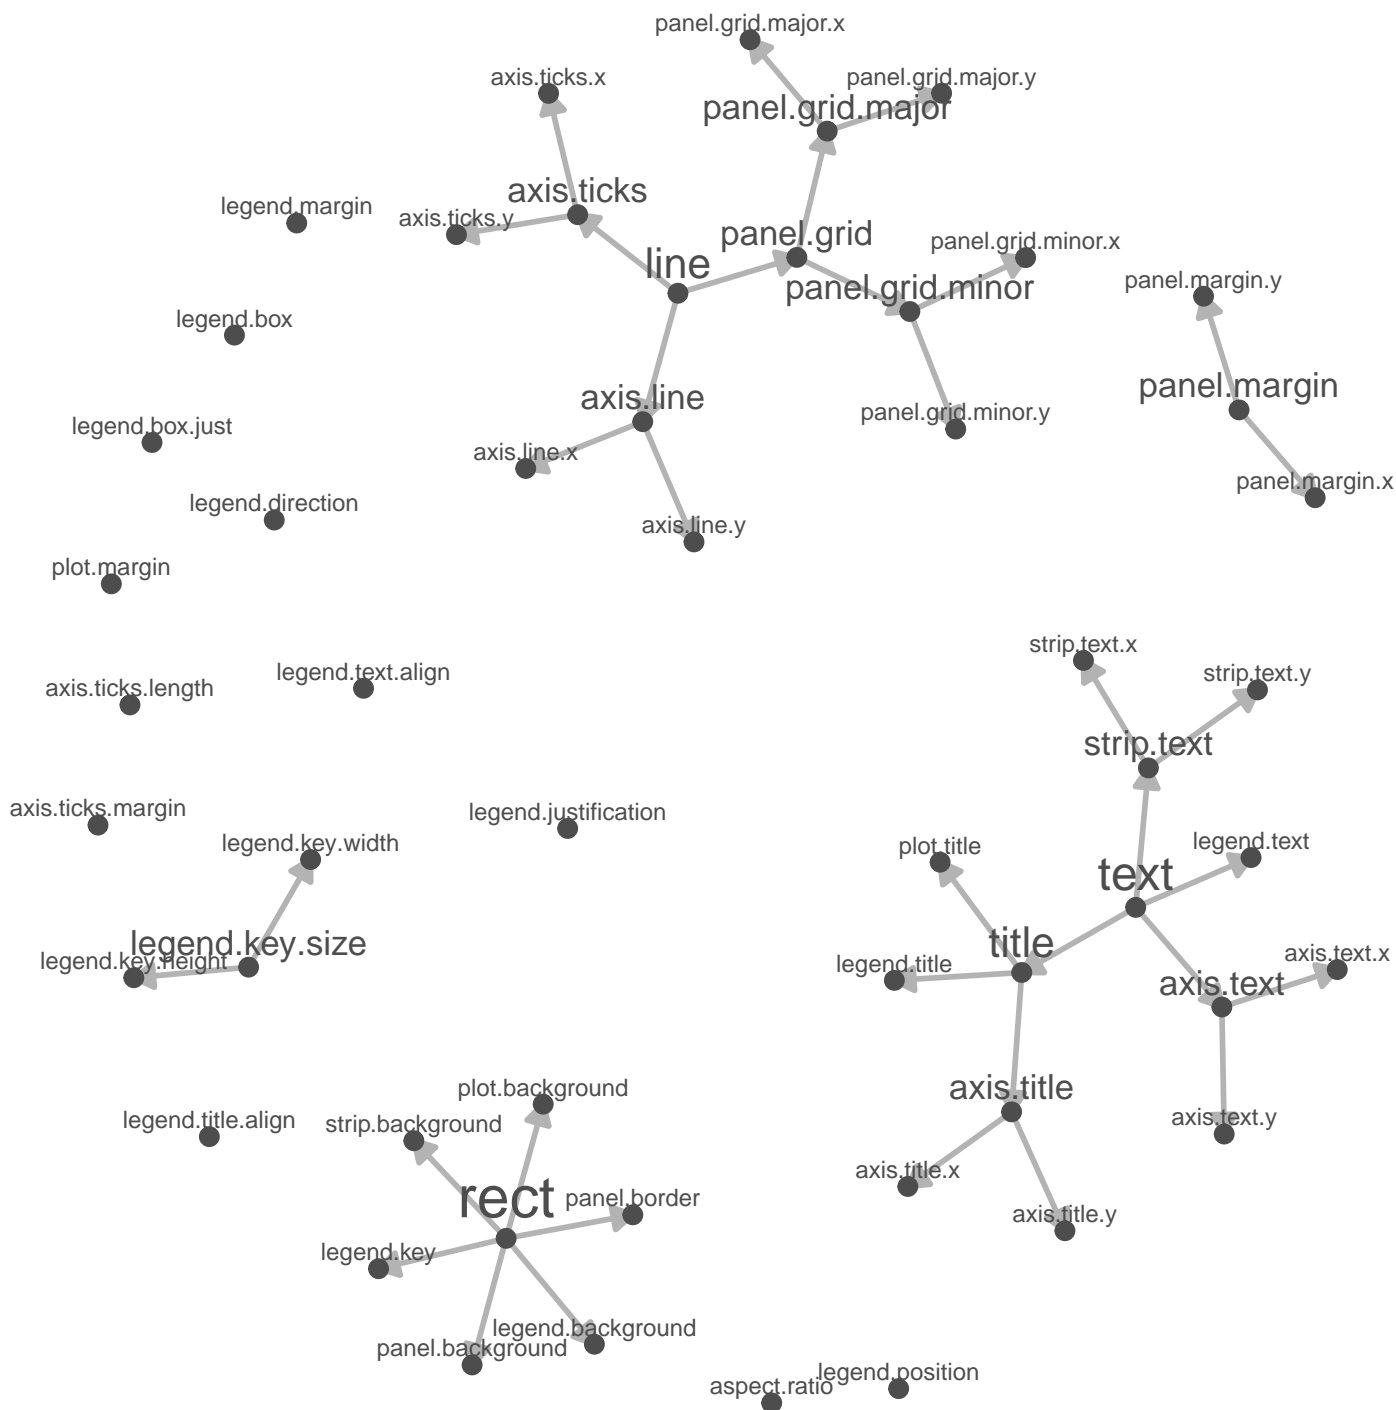 panel.grid.major.x
axis.ticks.x
panel.grid.major.y
panel.grid.major
axis.ticks
legend.margin
axis.ticks.y
panel.grid
panel.grid.minor.x
line
panel.margin.y
panel.grid.minor
legend.box
panel.margin
axis.line
panel.grid.minor.y
legend.box.just
axis.line.x
panel.margin.x
legend.direction
axis.line.y
plot.margin
strip.text.x
legend.text.align
strip.text.y
axis.ticks.length
strip.text
axis.ticks.margin
legend.justification
legend.key.width
plot.title
legend.text
text
legend.key.size
title
axis.text.x
legend.key.height
legend.title
axis.text
plot.background
axis.title
legend.title.align
strip.background
axis.text.y
axis.title.x
rect
panel.border
axis.title.y
legend.key
legend.background
panel.background
legend.position
aspect.ratio